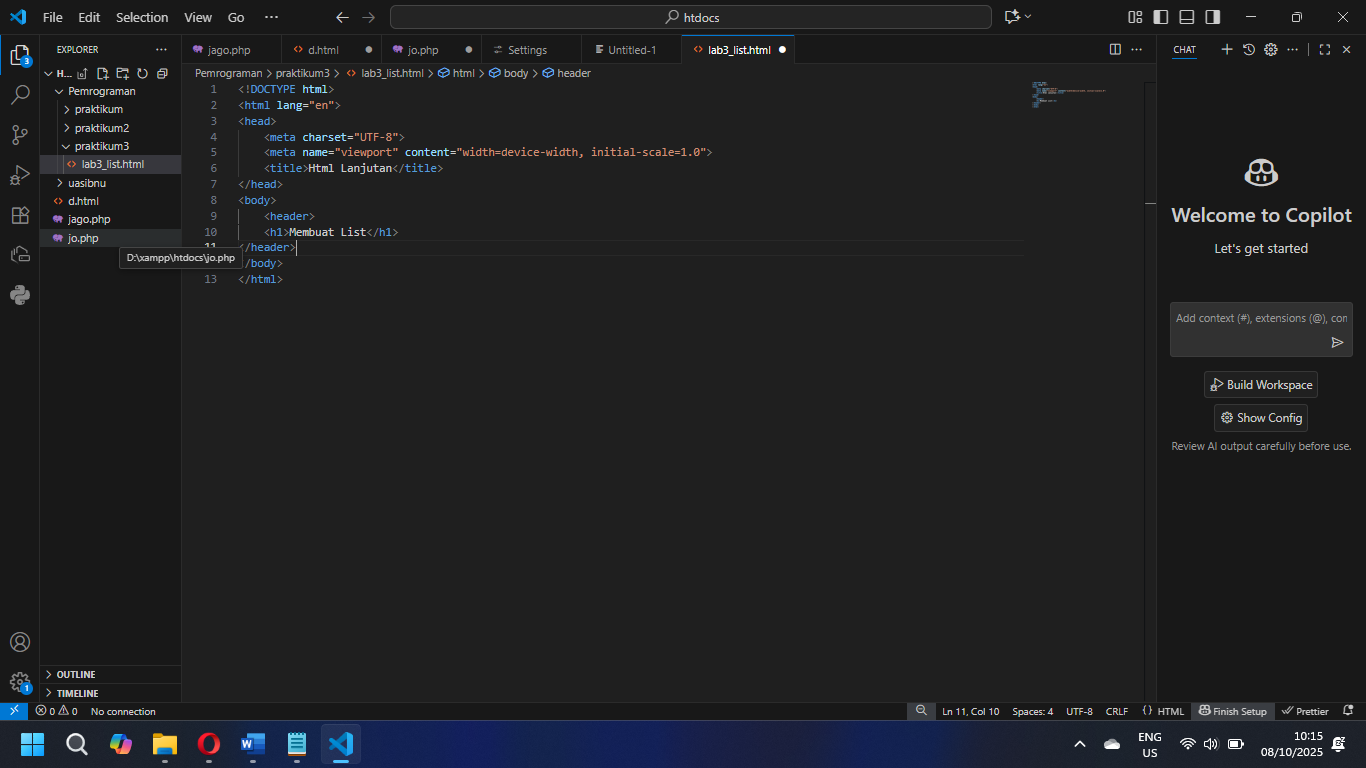 File Edit Selection View Go ··· htdocs
EXPLORER ···
H...
Pemrograman
praktikum
praktikum2
praktikum3
lab3_list.html
uasibnu
d.html
jago.php
jo.php
D:\xampp\htdocs\jo.php
OUTLINE
TIMELINE
3
1
jago.php d.html jo.php Settings Untitled-1 lab3_list.html
Pemrograman > praktikum3 > lab3_list.html > html > body > header
1 <!DOCTYPE html>
2 <html lang="en">
3 <head>
4 <meta charset="UTF-8">
5 <meta name="viewport" content="width=device-width, initial-scale=1.0">
6 <title>Html Lanjutan</title>
7 </head>
8 <body>
9 <header>
10 <h1>Membuat List</h1>
11 </header>
/body>
13 </html>
CHAT
Welcome to Copilot
Let's get started
Add context (#), extensions (@), com
Build Workspace
Show Config
Review AI output carefully before use.
0 0 No connection
Ln 11, Col 10 Spaces: 4 UTF-8 CRLF {} HTML Finish Setup Prettier
ENG
US
10:15
08/10/2025